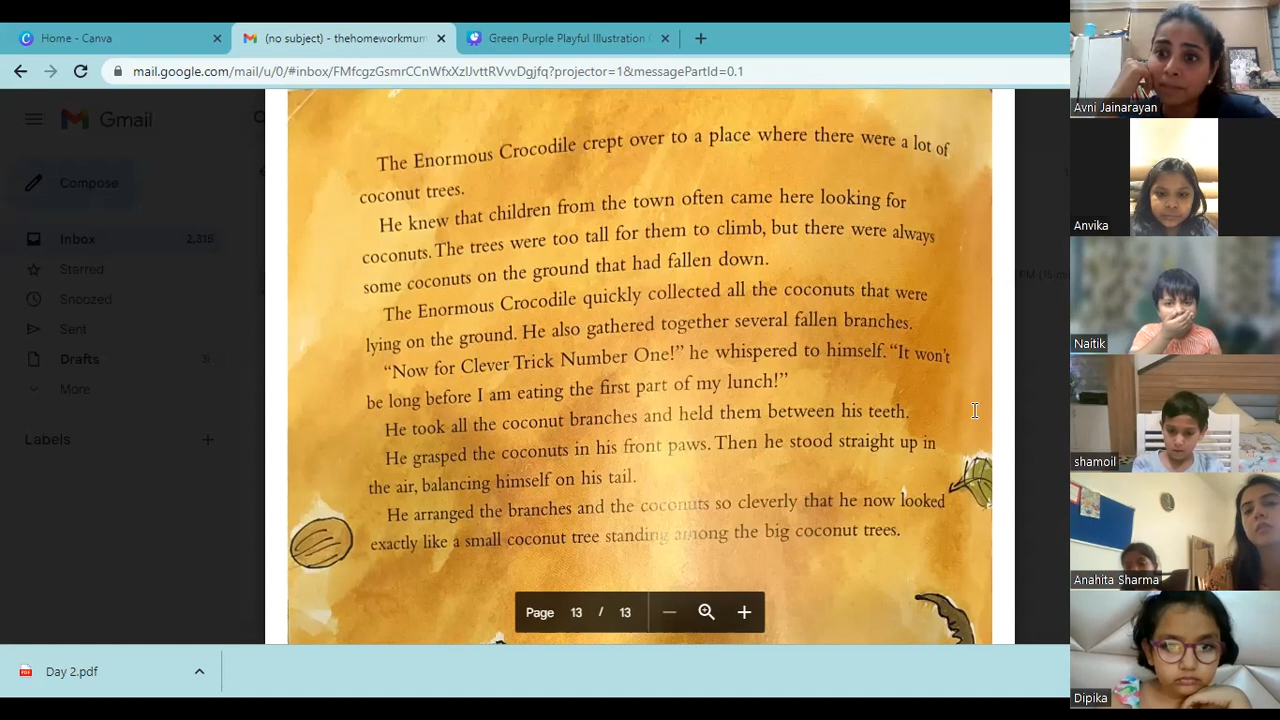 Home - Canva
(no subject) - thehomeworkmum
Green Purple Playful Illustration
mail.google.com/mail/u/0/#inbox/FMfcgzGsmrCCnWfxXzlJvttRVvvDgjfq?projector=1&messagePartId=0.1
Gmail
Compose
Inbox 2,315
Starred
Snoozed
Sent
Drafts
More
Labels
The Enormous Crocodile crept over to a place where there were a lot of
coconut trees.
He knew that children from the town often came here looking for
coconuts. The trees were too tall for them to climb, but there were always
some coconuts on the ground that had fallen down.
The Enormous Crocodile quickly collected all the coconuts that were
lying on the ground. He also gathered together several fallen branches.
“Now for Clever Trick Number One!” he whispered to himself. “It won't
be long before I am eating the first part of my lunch!”
He took all the coconut branches and held them between his teeth.
He grasped the coconuts in his front paws. Then he stood straight up in
the air, balancing himself on his tail.
He arranged the branches and the coconuts so cleverly that he now looked
exactly like a small coconut tree standing among the big coconut trees.
Page 13 / 13
Day 2.pdf
Avni Jainarayan
Anvika
Naitik
shamoil
Anahita Sharma
Dipika